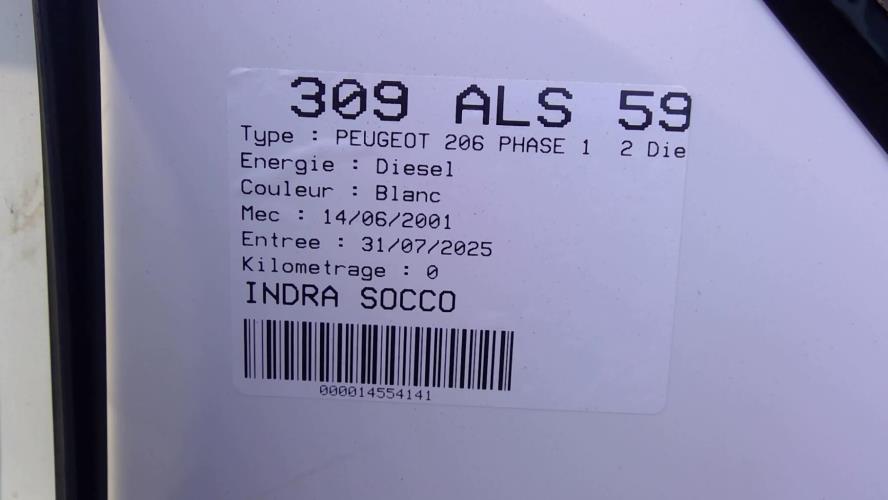 309 ALS 59
Type : PEUGEOT 206 PHASE 1  2 Die
Energie : Diesel
Couleur : Blanc
Mec : 14/06/2001
Entree : 31/07/2025
Kilometrage : 0
INDRA SOCCO
000014554141